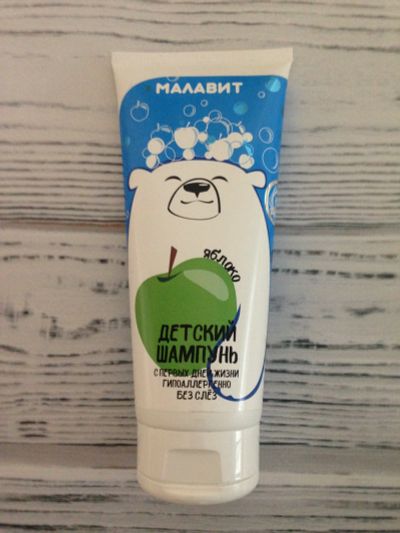 МАЛАВИТ
ЯБЛОКО
ДЕТСКИЙ
ШАМПУНЬ
С ПЕРВЫХ ДНЕЙ ЖИЗНИ
ГИПОАЛЛЕРГЕННО
БЕЗ СЛЁЗ